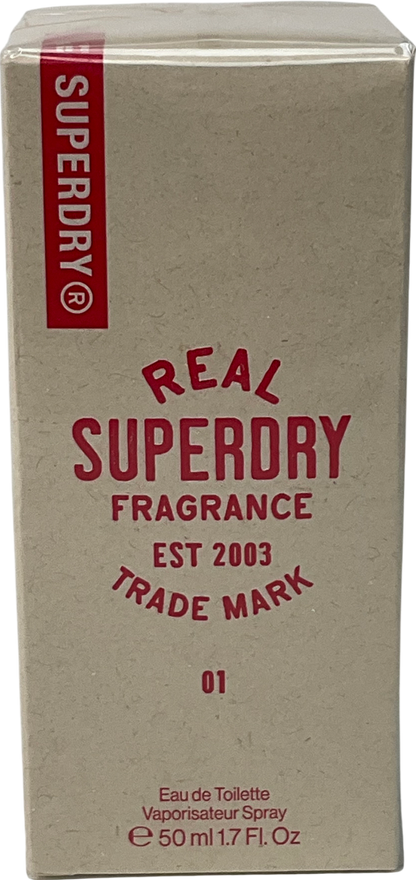 SUPERDRY®
REAL
SUPERDRY
FRAGRANCE
EST 2003
TRADE MARK
01
Eau de Toilette
Vaporisateur Spray
℮ 50 ml 1.7 Fl. Oz